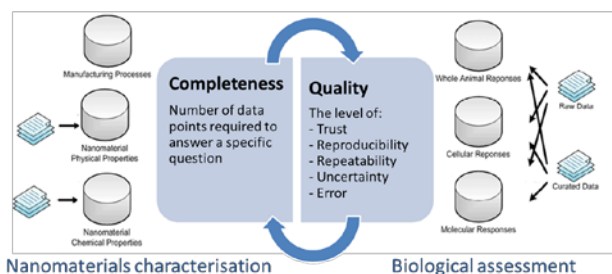 Manufacturing Processes
Nanomaterial
Physical Properties
Nanomaterial
Chemical Properties
Completeness
Number of data
points required to
answer a specific
question
Quality
The level of:
- Trust
- Reproducibility
- Repeatability
- Uncertainty
- Error
Whole Animal Reponses
Cellular Reponses
Molecular Responses
Raw Data
Curated Data
Nanomaterials characterisation
Biological assessment